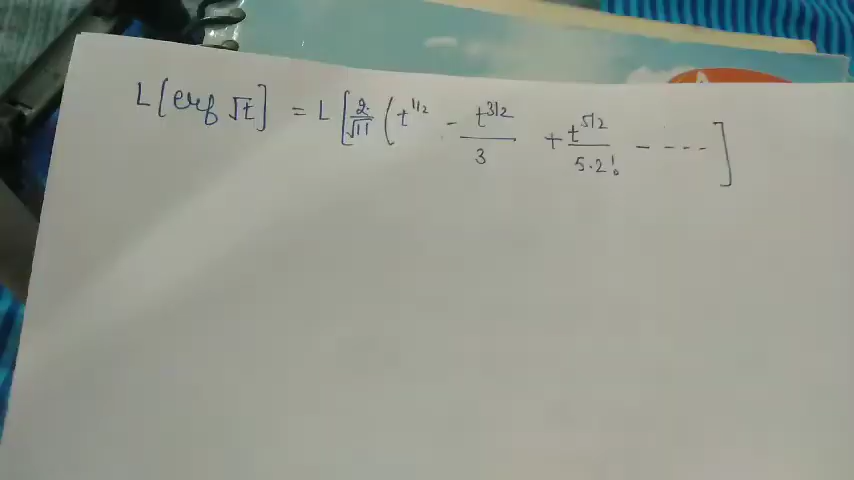 L[erf √t] = L[2/√π (t^1/2 - t^3/2/3 + t^5/2/5·2! - ----]